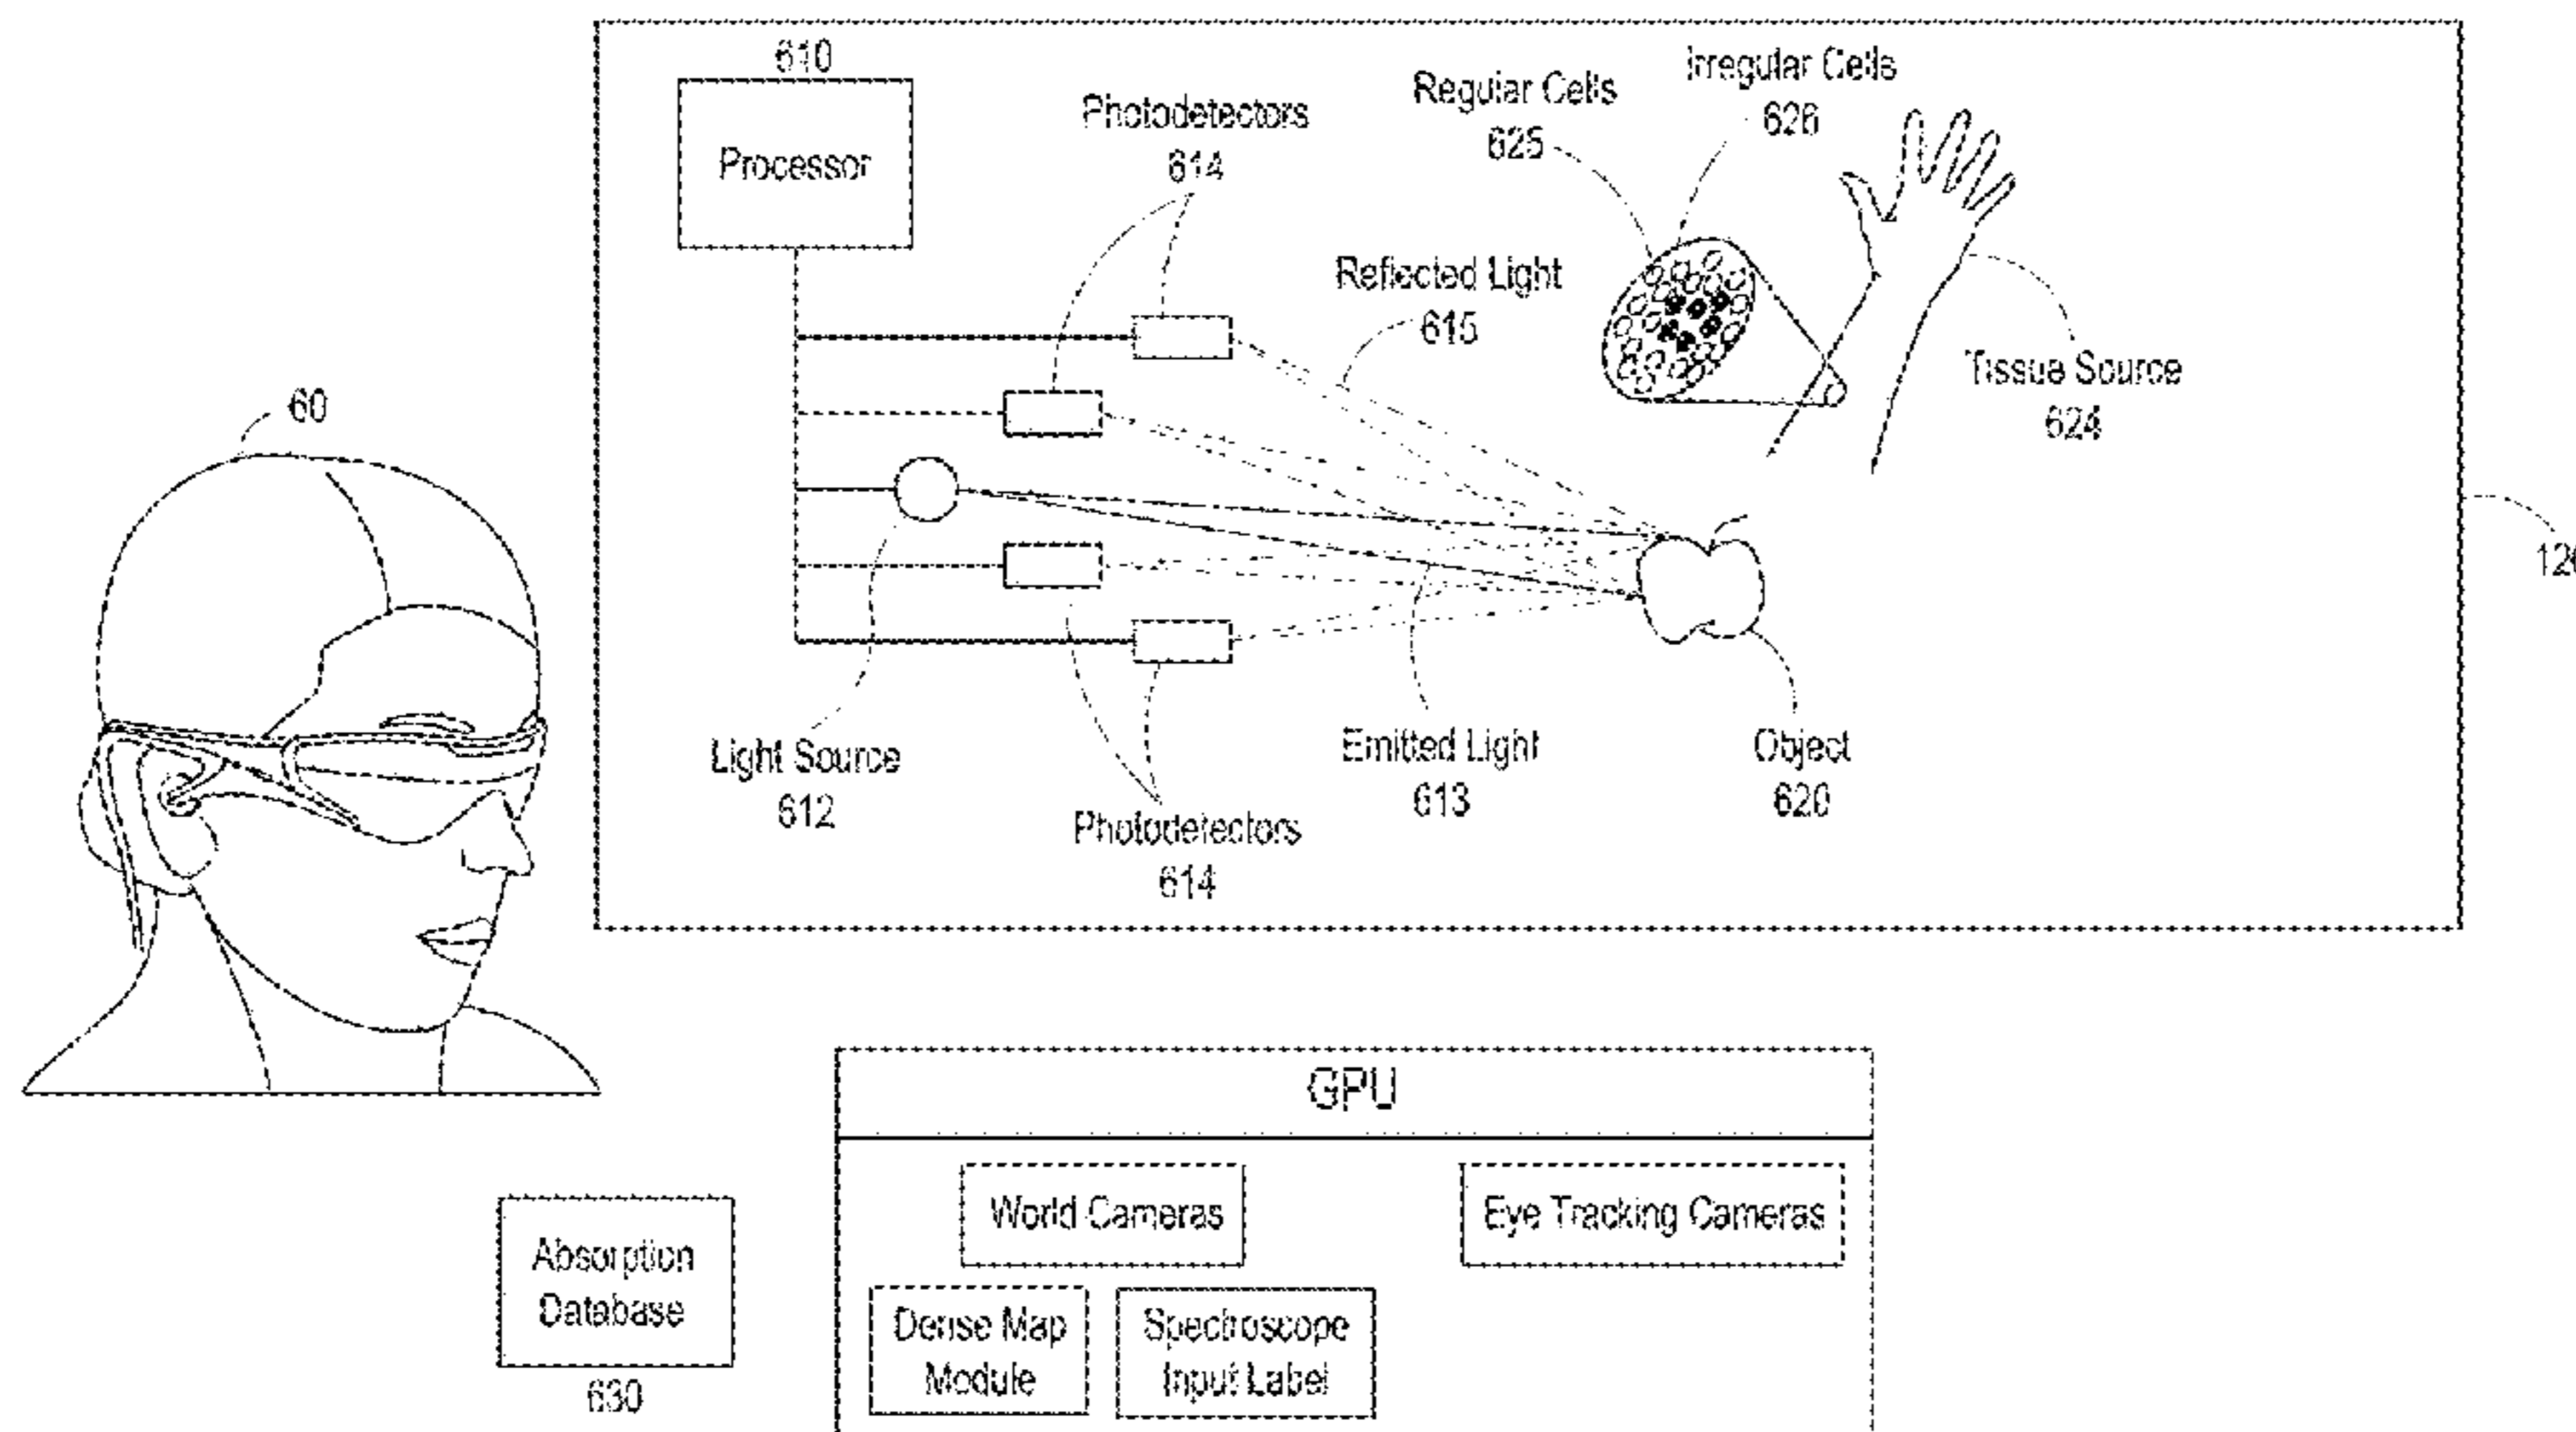 610
Processor
Photodetectors
614
Regular Cells
625
Irregular Cells
626
Reflected Light
615
Tissue Source
624
60
Light Source
612
Photodetectors
614
Emitted Light
613
Object
620
GPU
World Cameras
Eye Tracking Cameras
Absorption
Database
630
Dense Map
Module
Spectroscope
Input Label